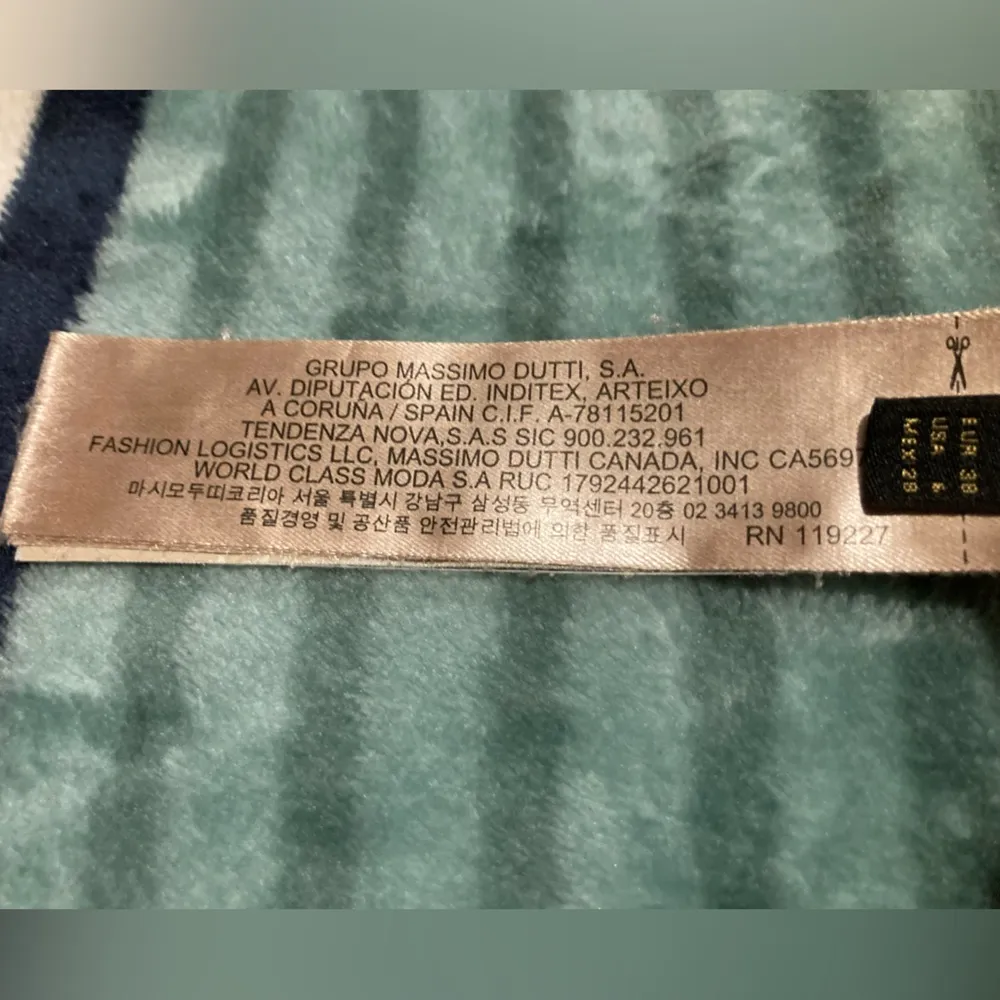 GRUPO MASSIMO DUTTI, S.A.
AV. DIPUTACIÓN ED. INDITEX, ARTEIXO
A CORUÑA / SPAIN C.I.F. A-78115201
TENDENZA NOVA,S.A.S SIC 900.232.961
FASHION LOGISTICS LLC, MASSIMO DUTTI CANADA, INC CA5697
WORLD CLASS MODA S.A RUC 1792442621001
마시모두띠코리아 서울 특별시 강남구 삼성동 무역센터 20층 02 3413 9800
품질경영 및 공산품 안전관리법에 의한 품질표시 RN 119227
EUR 38
USA 6
MEX 28